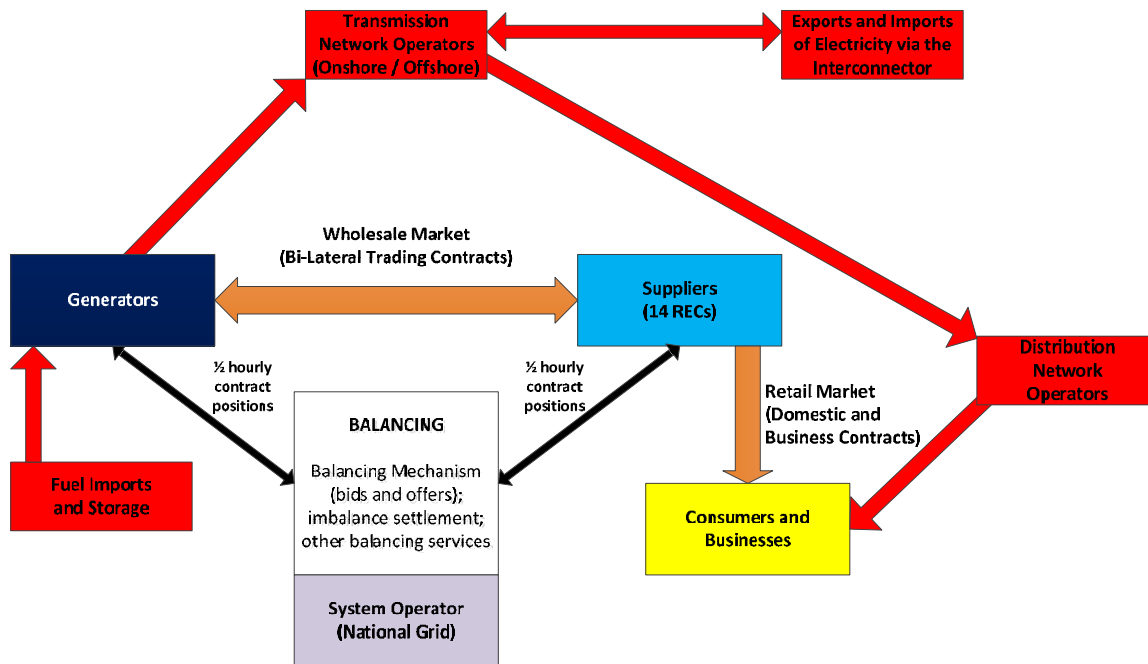 Transmission
Network Operators
(Onshore / Offshore)
Exports and Imports
of Electricity via the
Interconnector
Wholesale Market
(Bi-Lateral Trading Contracts)
Generators
Suppliers
(14 RECs)
Distribution
Network
Operators
½ hourly
contract
positions
½ hourly
contract
positions
Retail Market
(Domestic and
Business Contracts)
BALANCING
Balancing Mechanism
(bids and offers);
imbalance settlement;
other balancing services
Fuel Imports
and Storage
Consumers and
Businesses
System Operator
(National Grid)